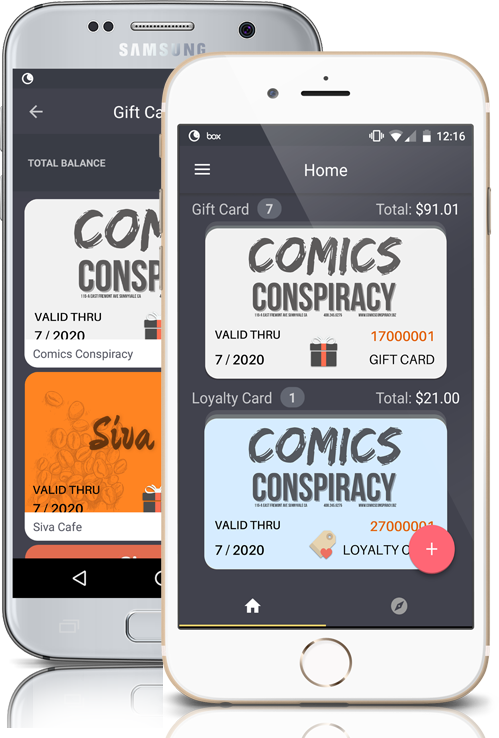 SAMSUNG
Gift Ca
TOTAL BALANCE
COM
CONSP
VALID THRU
7 / 2020
Comics Conspiracy
Siva
VALID THRU
7 / 2020
Siva Cafe
box
12:16
Home
Gift Card 7 Total: $91.01
COMICS
CONSPIRACY
VALID THRU 17000001
7 / 2020 GIFT CARD
Loyalty Card 1 Total: $21.00
COMICS
CONSPIRACY
VALID THRU 27000001
7 / 2020 LOYALTY C
+